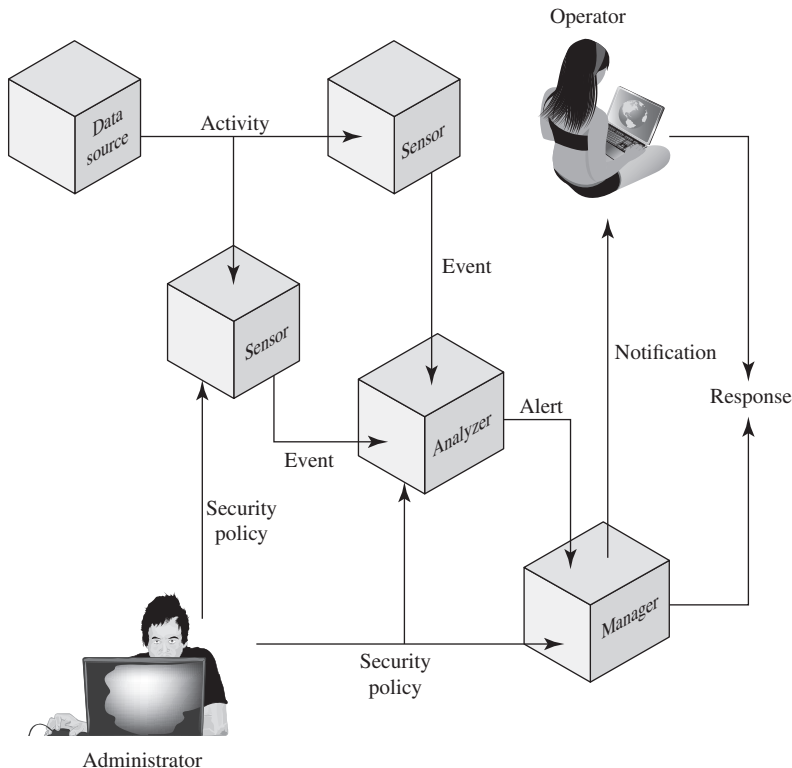 Operator
Data
source
Activity
Sensor
Event
Sensor
Notification
Response
Alert
Analyzer
Event
Security
policy
Manager
Security
policy
Administrator